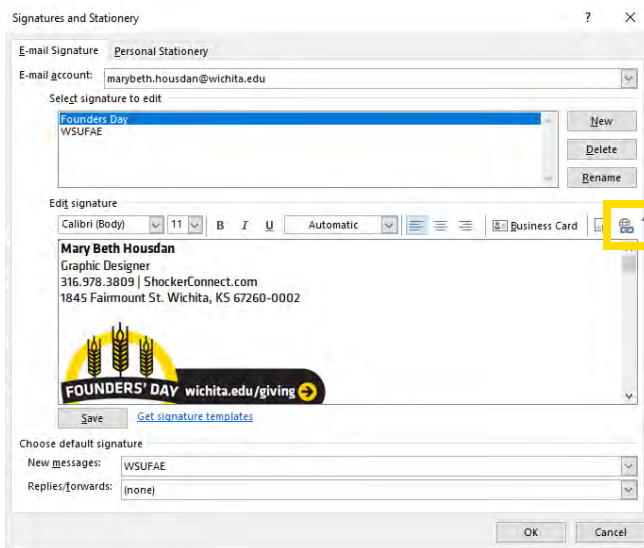 Signatures and Stationery ? ×
E-mail Signature Personal Stationery
E-mail account: marybeth.housdan@wichita.edu
Select signature to edit
Founders Day
WSUFAE
New
Delete
Rename
Edit signature
Calibri (Body) 11 B I U Automatic Business Card
Mary Beth Housdan
Graphic Designer
316.978.3809 | ShockerConnect.com
1845 Fairmount St. Wichita, KS 67260-0002
FOUNDERS' DAY wichita.edu/giving
Save Get signature templates
Choose default signature
New messages: WSUFAE
Replies/forwards: (none)
OK Cancel